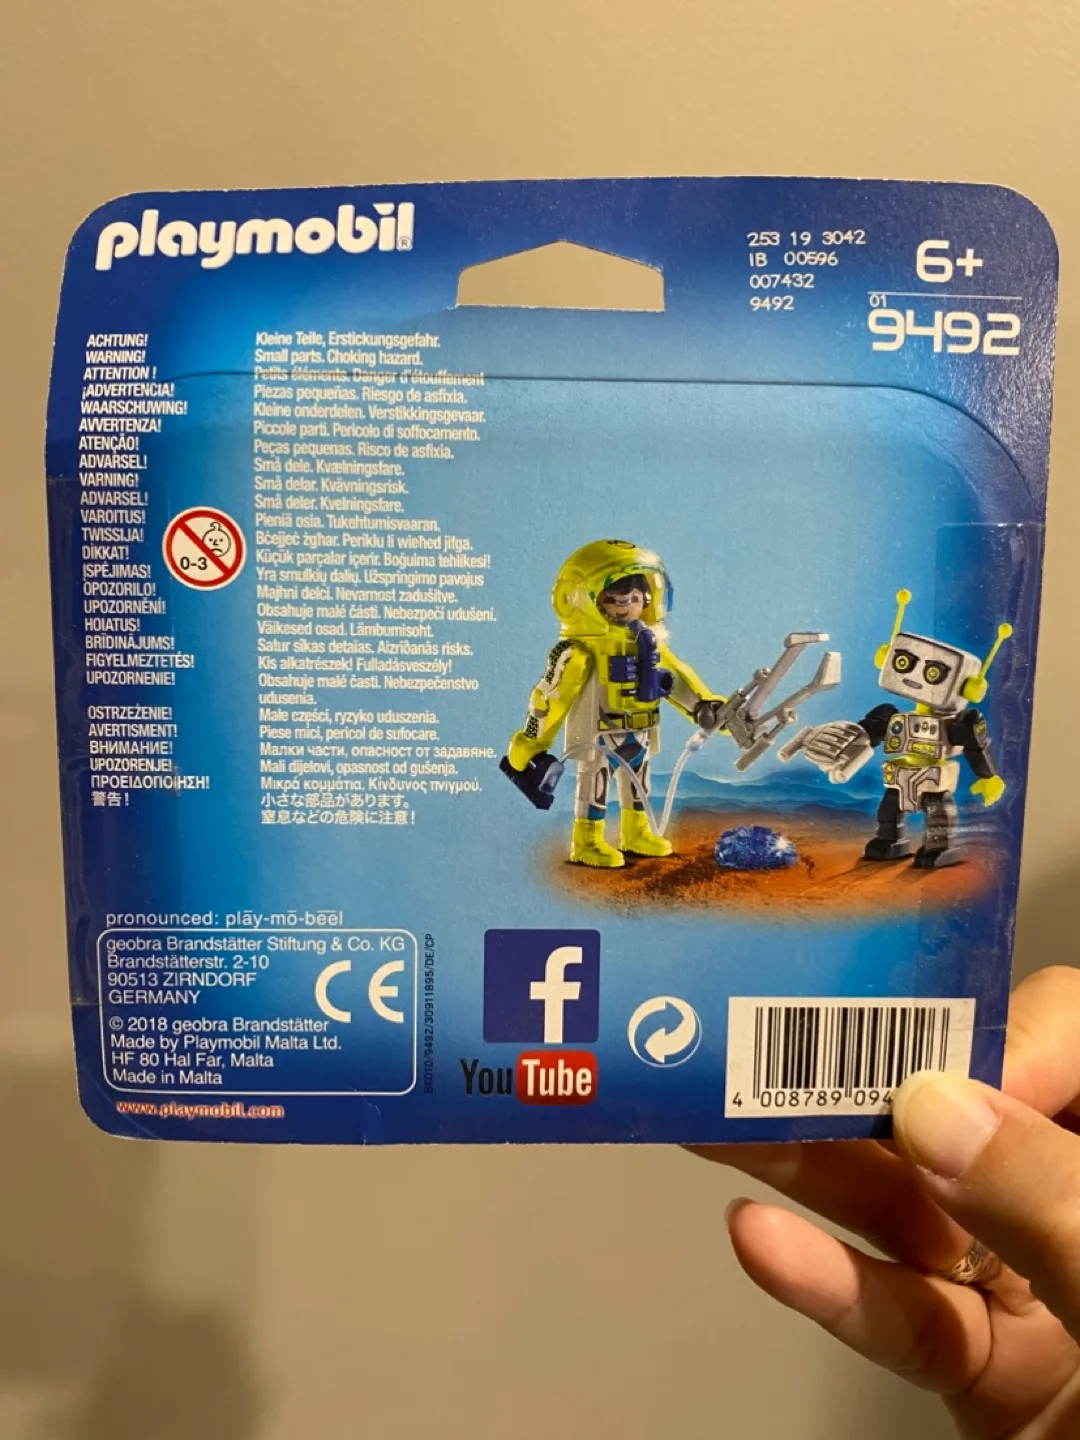 playmobil®
253 19 3042
IB 00596
007432
9492
6+
01
9492
ACHTUNG! Kleine Teile, Erstickungsgefahr.
WARNING! Small parts. Choking hazard.
ATTENTION ! Petits éléments. Danger d'étouffement
¡ADVERTENCIA! Piezas pequeñas. Riesgo de asfixia.
WAARSCHUWING! Kleine onderdelen. Verstikkingsgevaar.
AVVERTENZA! Piccole parti. Pericolo di soffocamento.
ATENÇÃO! Peças pequenas. Risco de asfixia.
ADVARSEL! Små dele. Kvælningsfare.
VARNING! Små delar. Kvävningsrisk.
ADVARSEL! Små deler. Kvelningsfare.
VAROITUS! Pieniä osia. Tukehtumisvaaran.
TWISSIJA! Bċejjeċ żgħar. Periklu li wieħed jifga.
DİKKAT! Küçük parçalar içerir. Boğulma tehlikesi!
ĮSPĖJIMAS! Yra smulkių dalių. Užspringimo pavojus
OPOZORILO! Majhni delci. Nevarnost zadušitve.
UPOZORNĚNÍ! Obsahuje malé části. Nebezpečí udušení.
HOIATUS! Väikesed osad. Lämbumisoht.
BRĪDINĀJUMS! Satur sīkas detaļas. Aizrīšanās risks.
FIGYELMEZTETÉS! Kis alkatrészek! Fulladásveszély!
UPOZORNENIE! Obsahuje malé časti. Nebezpečenstvo
udusenia.
OSTRZEŻENIE! Małe części, ryzyko uduszenia.
AVERTISMENT! Piese mici, pericol de sufocare.
ВНИМАНИЕ! Малки части, опасност от задавяне.
UPOZORENJE! Mali dijelovi, opasnost od gušenja.
ΠΡΟΕΙΔΟΠΟΙΗΣΗ! Μικρά κομμάτια. Κίνδυνος πνιγμού.
警告! 小さな部品があります。
窒息などの危険に注意!
0-3
pronounced: plāy-mō-bēēl
geobra Brandstätter Stiftung & Co. KG
Brandstätterstr. 2-10
90513 ZIRNDORF
GERMANY
CE
© 2018 geobra Brandstätter
Made by Playmobil Malta Ltd.
HF 80 Hal Far, Malta
Made in Malta
www.playmobil.com
BK010/9492/30911895/DE/CP
f
YouTube
4 008789 094